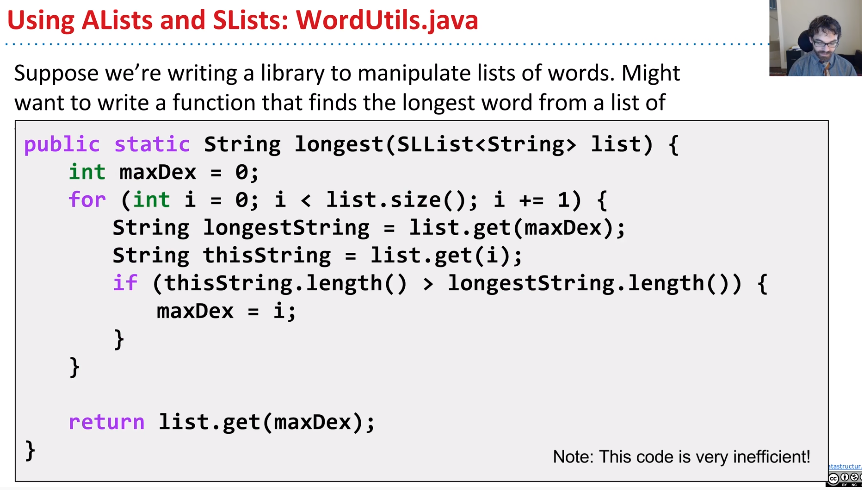 Using ALists and SLists: WordUtils.java
Suppose we're writing a library to manipulate lists of words. Might
want to write a function that finds the longest word from a list of
public static String longest(SLList<String> list) {
int maxDex = 0;
for (int i = 0; i < list.size(); i += 1) {
String longestString = list.get(maxDex);
String thisString = list.get(i);
if (thisString.length() > longestString.length()) {
maxDex = i;
}
}
return list.get(maxDex);
}
Note: This code is very inefficient!